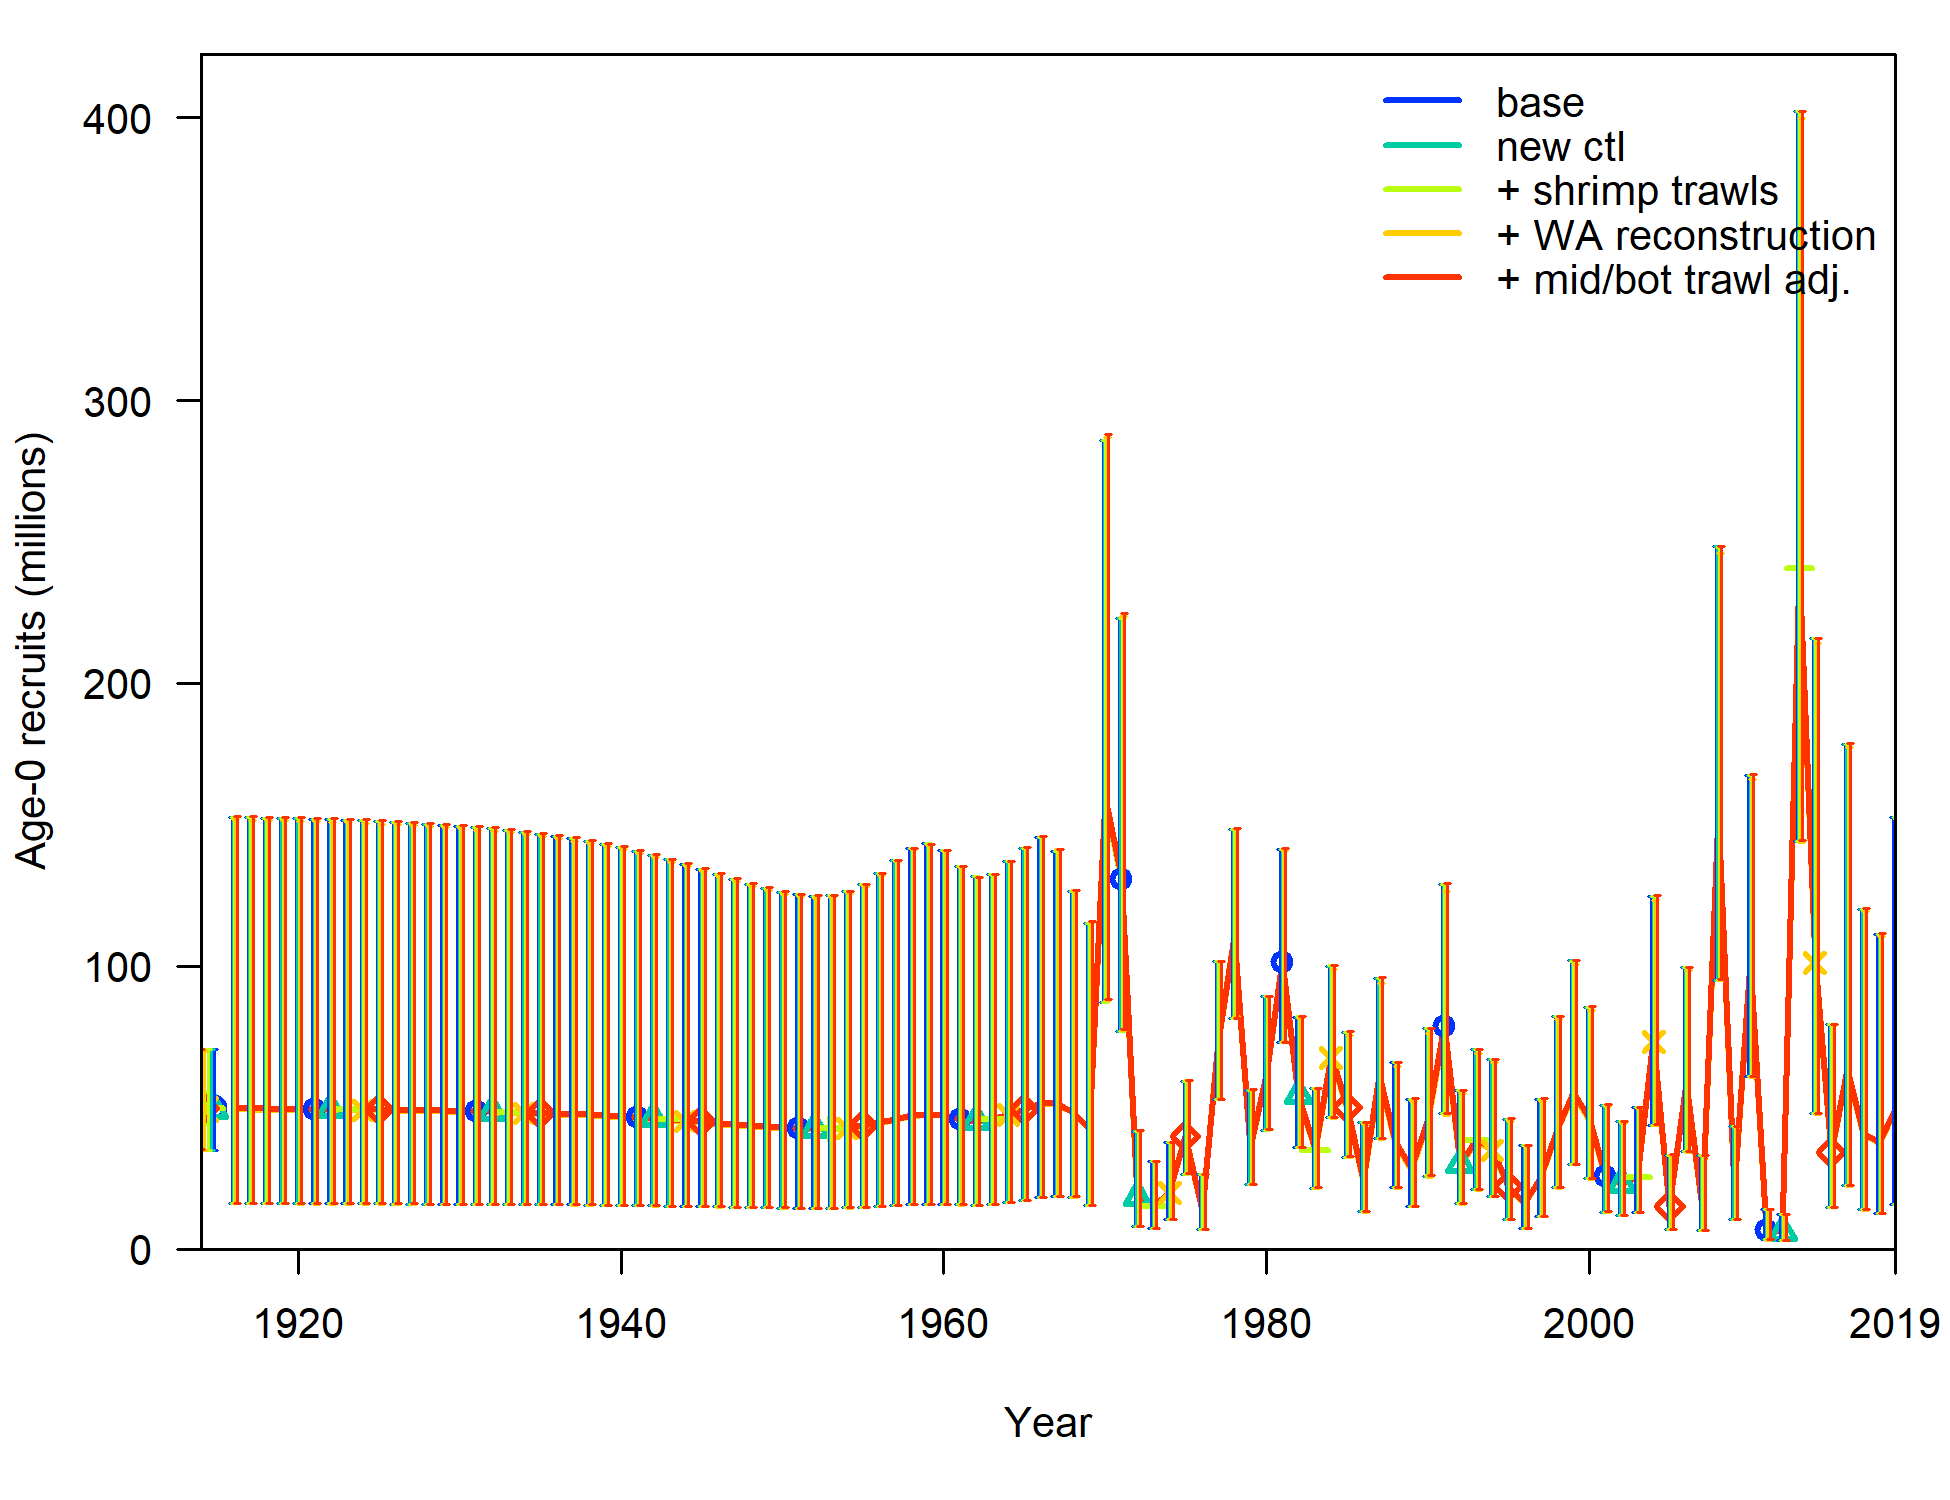 400
300
200
100
0
Age-0 recruits (millions)
base
new ctl
+ shrimp trawls
+ WA reconstruction
+ mid/bot trawl adj.
1920
1940
1960
1980
2000
2019
Year